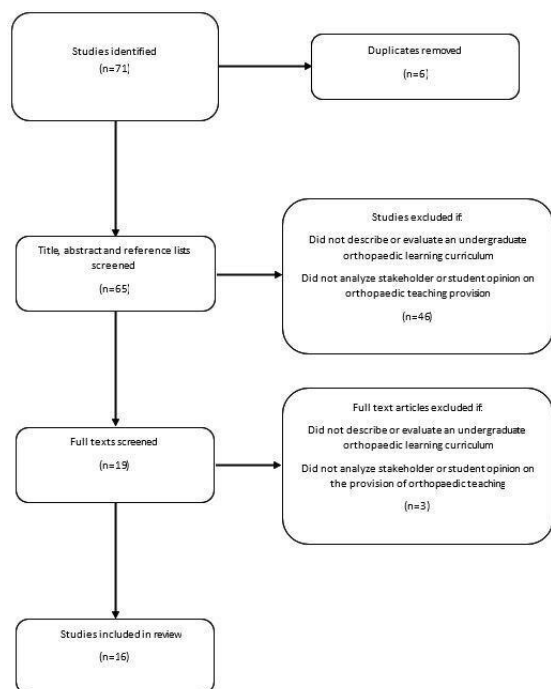 Studies identified
(n=71)
Duplicates removed
(n=6)
Title, abstract and reference lists
screened
(n=65)
Studies excluded if:
Did not describe or evaluate an undergraduate
orthopaedic learning curriculum
Did not analyze stakeholder or student opinion on
orthopaedic teaching provision
(n=46)
Full texts screened
(n=19)
Full text articles excluded if:
Did not describe or evaluate an undergraduate
orthopaedic learning curriculum
Did not analyze stakeholder or student opinion on
the provision of orthopaedic teaching
(n=3)
Studies included in review
(n=16)